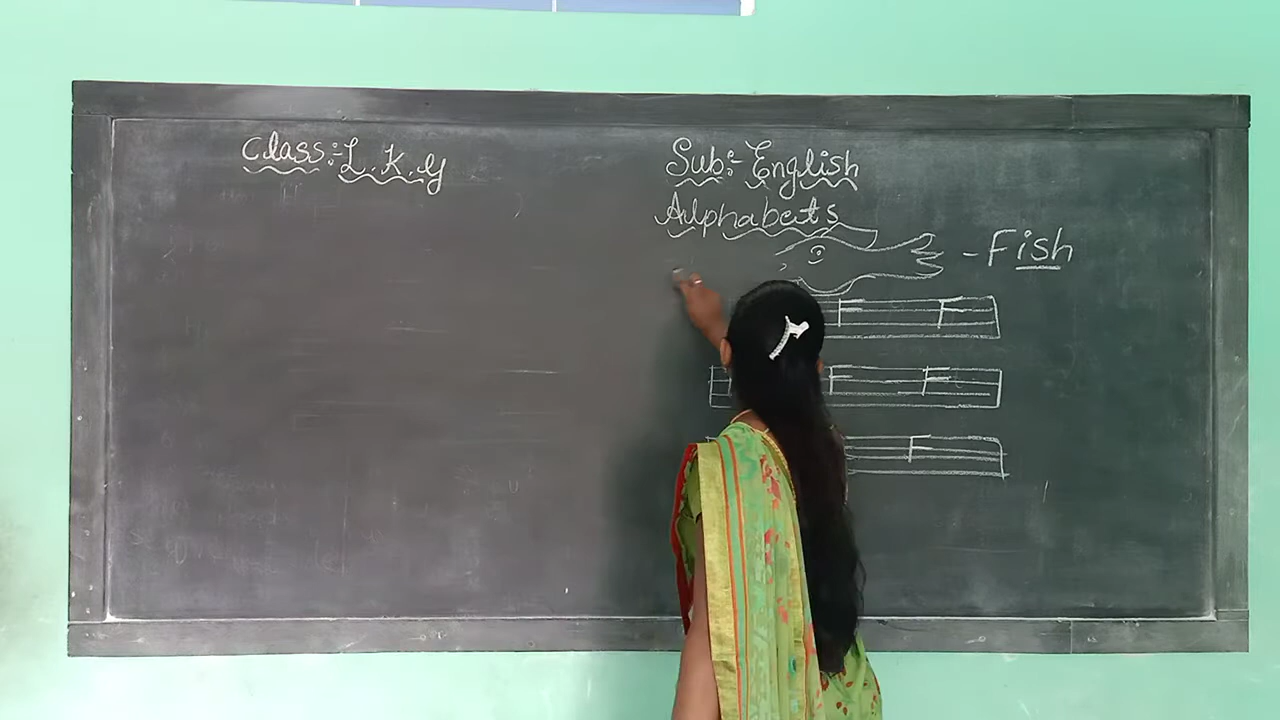 Class:- L.K.G
Sub:- English
Alphabets
- Fish
F F
F F
F